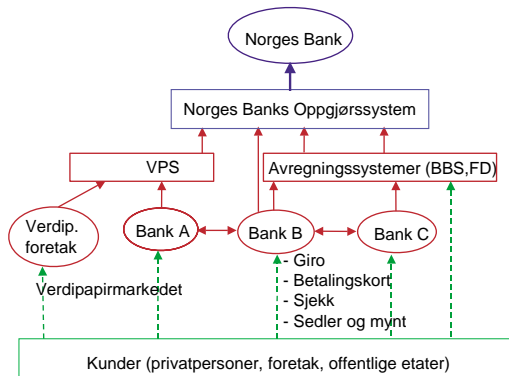 Norges Bank
Norges Banks Oppgjørssystem
VPS
Avregningssystemer (BBS,FD)
Verdip.
foretak
Bank A
Bank B
Bank C
Verdipapirmarkedet
- Giro
- Betalingskort
- Sjekk
- Sedler og mynt
Kunder (privatpersoner, foretak, offentlige etater)